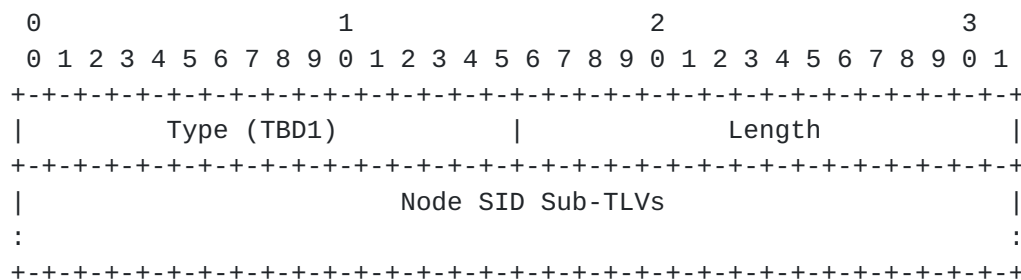 0                   1                   2                   3
 0 1 2 3 4 5 6 7 8 9 0 1 2 3 4 5 6 7 8 9 0 1 2 3 4 5 6 7 8 9 0 1
+-+-+-+-+-+-+-+-+-+-+-+-+-+-+-+-+-+-+-+-+-+-+-+-+-+-+-+-+-+-+-+-+
|         Type (TBD1)           |             Length            |
+-+-+-+-+-+-+-+-+-+-+-+-+-+-+-+-+-+-+-+-+-+-+-+-+-+-+-+-+-+-+-+-+
|                        Node SID Sub-TLVs                      |
:                                                               :
+-+-+-+-+-+-+-+-+-+-+-+-+-+-+-+-+-+-+-+-+-+-+-+-+-+-+-+-+-+-+-+-+